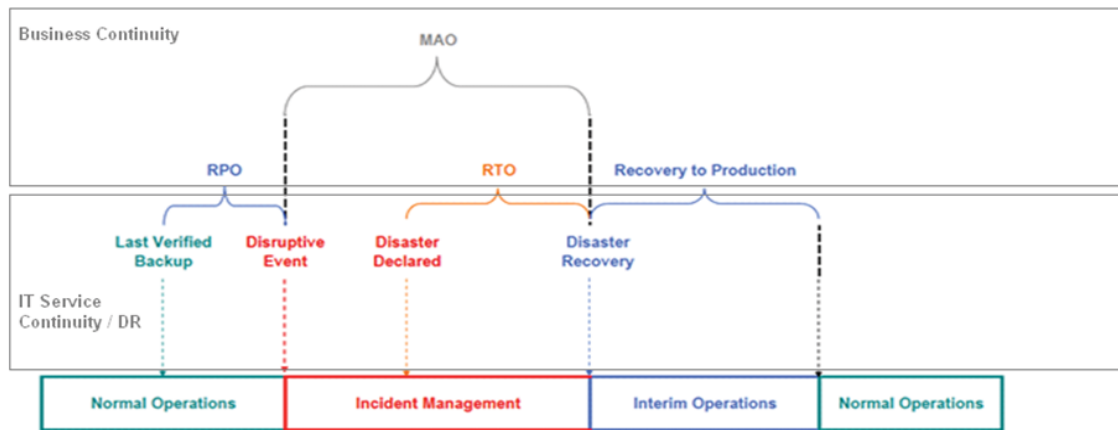 Business Continuity
MAO
RPO
RTO
Recovery to Production
Last Verified
Backup
Disruptive
Event
Disaster
Declared
Disaster
Recovery
IT Service
Continuity / DR
Normal Operations
Incident Management
Interim Operations
Normal Operations